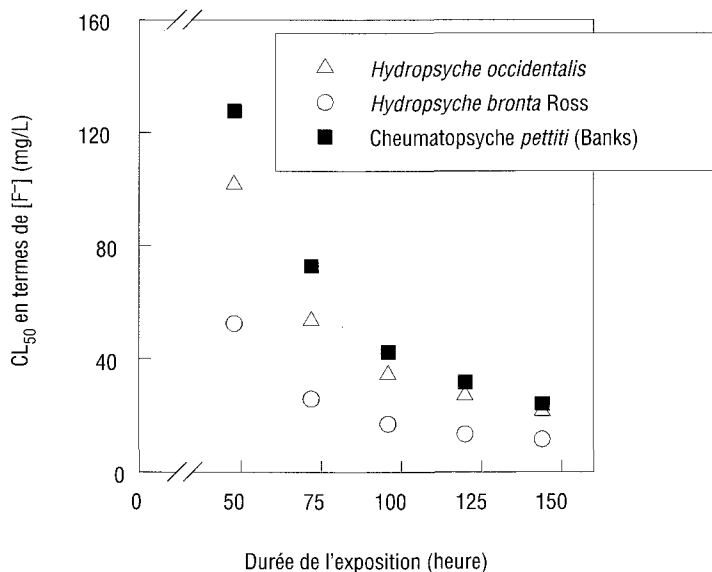 160
120
80
40
0
CL50 en termes de [F-] (mg/L)
Hydropsyche occidentalis
Hydropsyche bronta Ross
Cheumatopsyche pettiti (Banks)
0 50 75 100 125 150
Durée de l'exposition (heure)